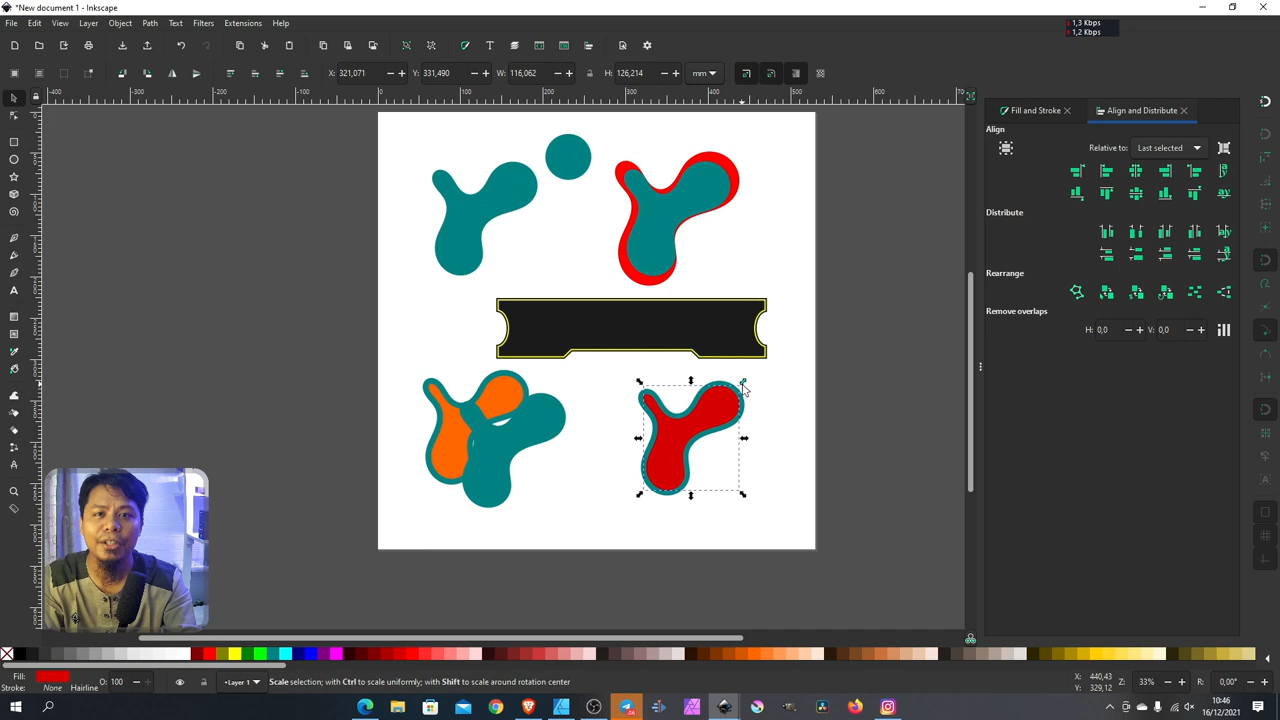 *New document 1 - Inkscape
File Edit View Layer Object Path Text Filters Extensions Help
1,3 Kbps
1,2 Kbps
X: 321,071 Y: 331,490 W: 116,062 H: 126,214 mm
Fill and Stroke Align and Distribute
Align
Relative to: Last selected
Distribute
Rearrange
Remove overlaps
H: 0,0 V: 0,0
Fill:
Stroke: None Hairline
O: 100
Layer 1
Scale selection; with Ctrl to scale uniformly; with Shift to scale around rotation center
X: 440,43
Y: 329,12
Z: 33% R: 0,00°
10:46
16/12/2021